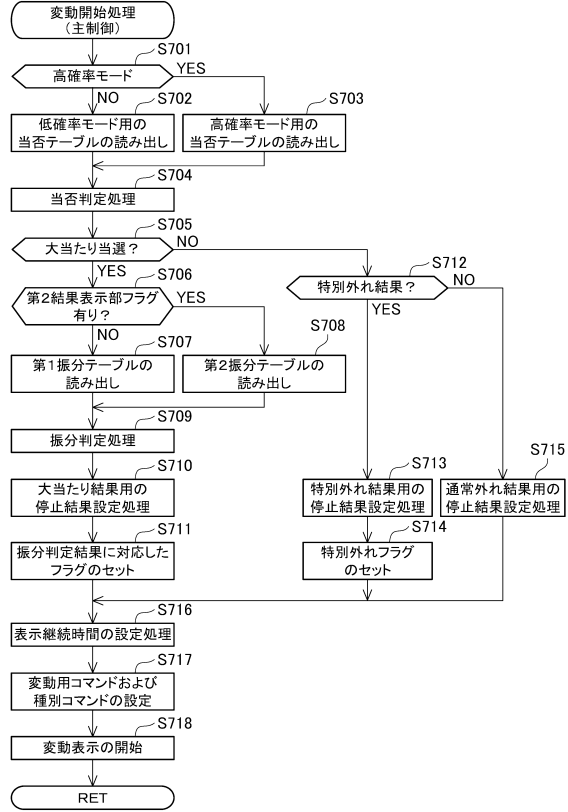 変動開始処理
(主制御)
S701
高確率モード
YES
NO
S702
低確率モード用の
当否テーブルの読み出し
S703
高確率モード用の
当否テーブルの読み出し
S704
当否判定処理
S705
大当たり当選?
NO
YES
S706
第2結果表示部フラグ
有り?
YES
NO
S712
特別外れ結果?
NO
YES
S707
第1振分テーブルの
読み出し
S708
第2振分テーブルの
読み出し
S709
振分判定処理
S710
大当たり結果用の
停止結果設定処理
S713
特別外れ結果用の
停止結果設定処理
S715
通常外れ結果用の
停止結果設定処理
S711
振分判定結果に対応した
フラグのセット
S714
特別外れフラグ
のセット
S716
表示継続時間の設定処理
S717
変動用コマンドおよび
種別コマンドの設定
S718
変動表示の開始
RET